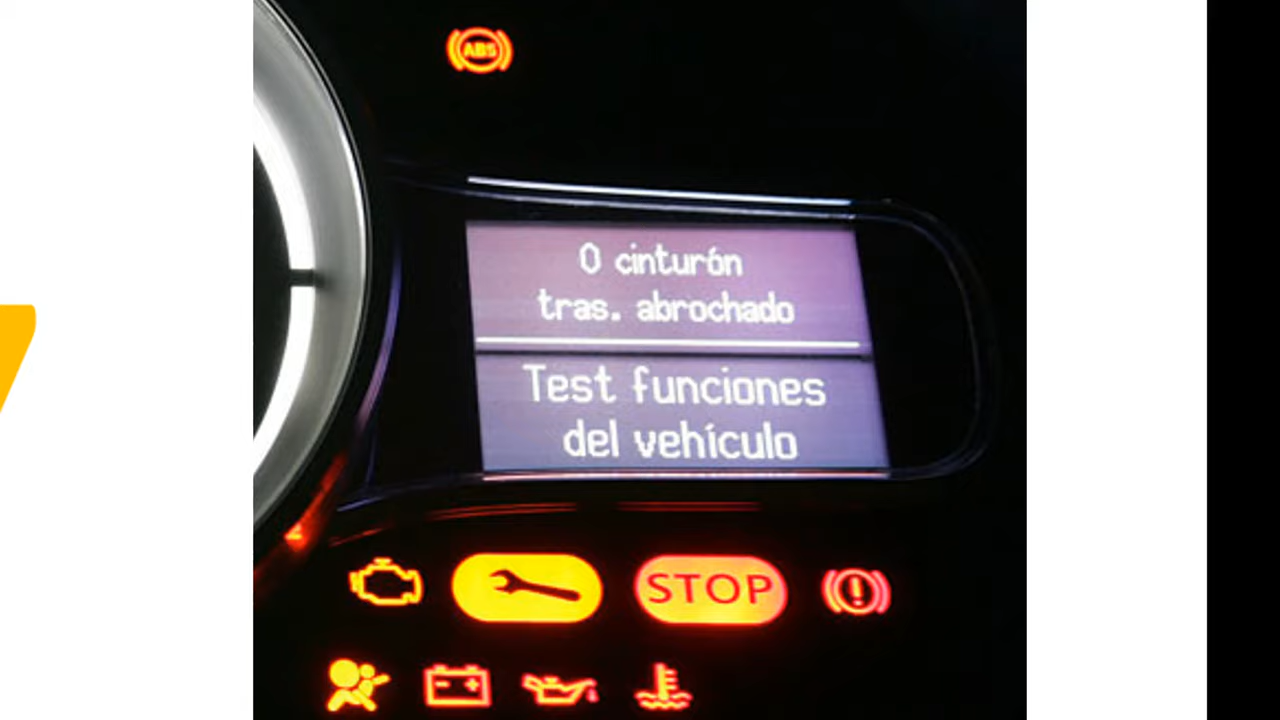 ABS
0 cinturón
tras. abrochado
Test funciones
del vehículo
STOP